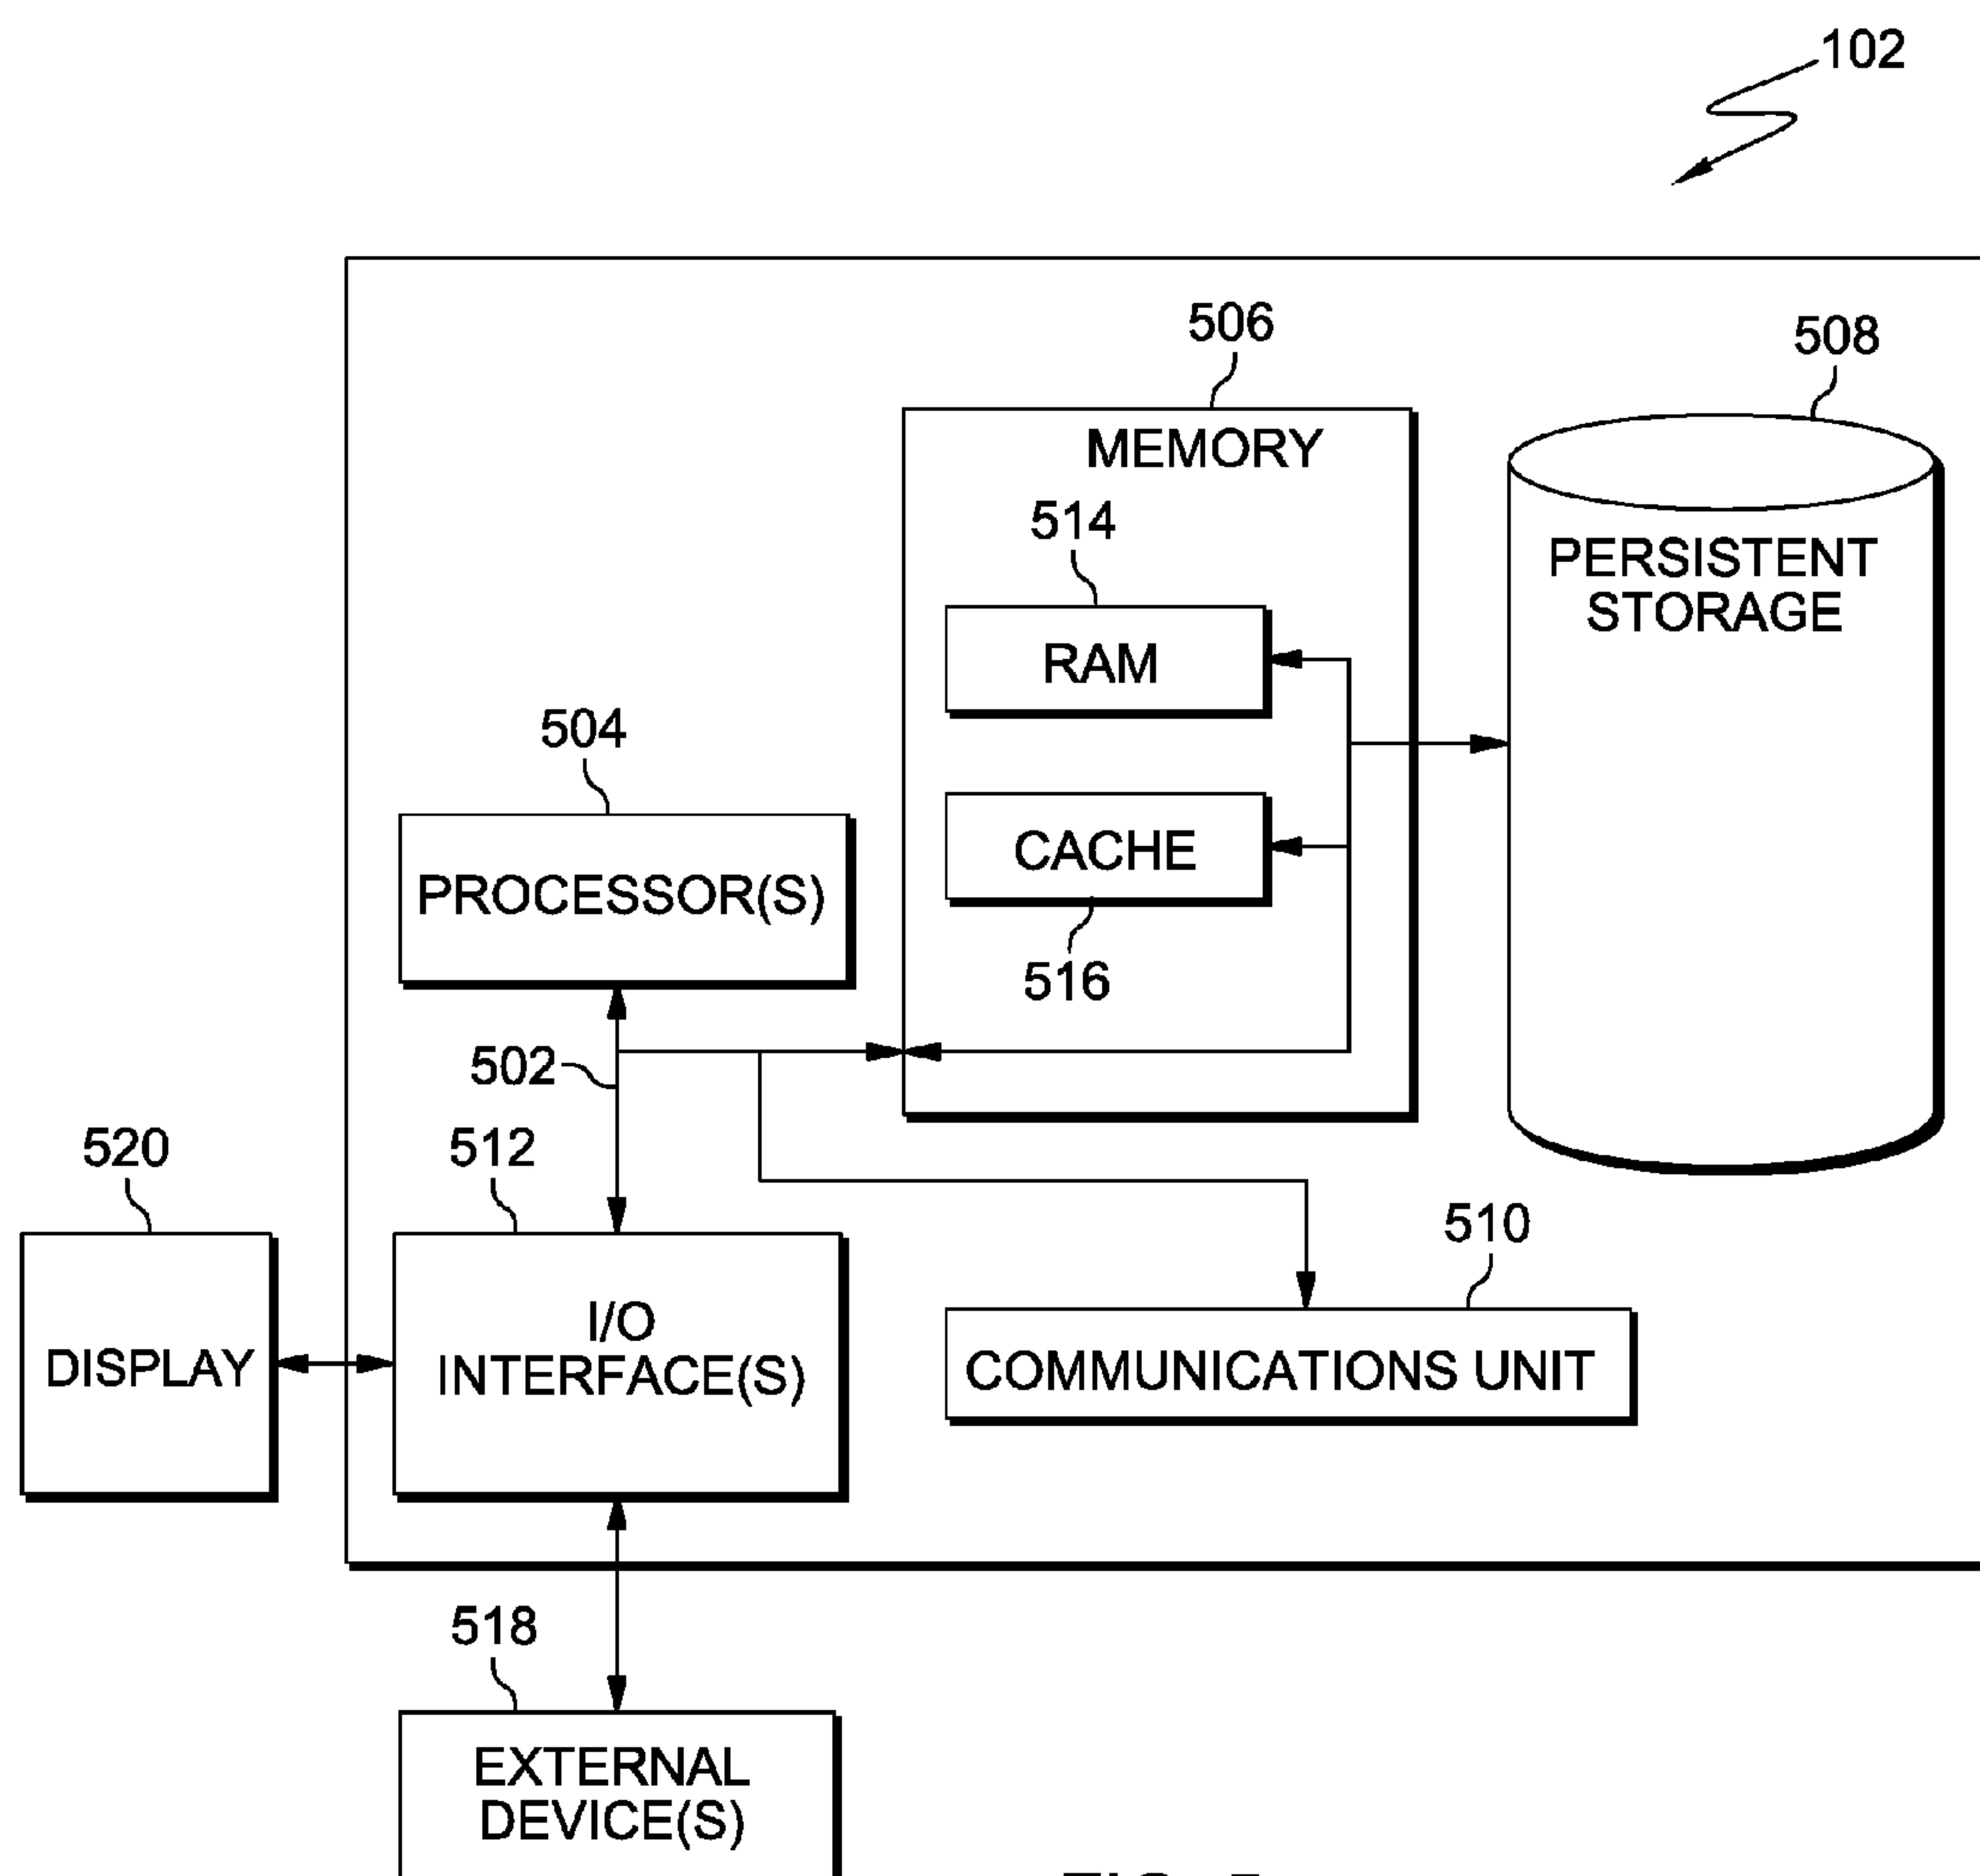 102
506
508
MEMORY
514
PERSISTENT
STORAGE
RAM
504
CACHE
PROCESSOR(S)
516
502
520
512
510
I/O
INTERFACE(S)
DISPLAY
COMMUNICATIONS UNIT
518
EXTERNAL
DEVICE(S)